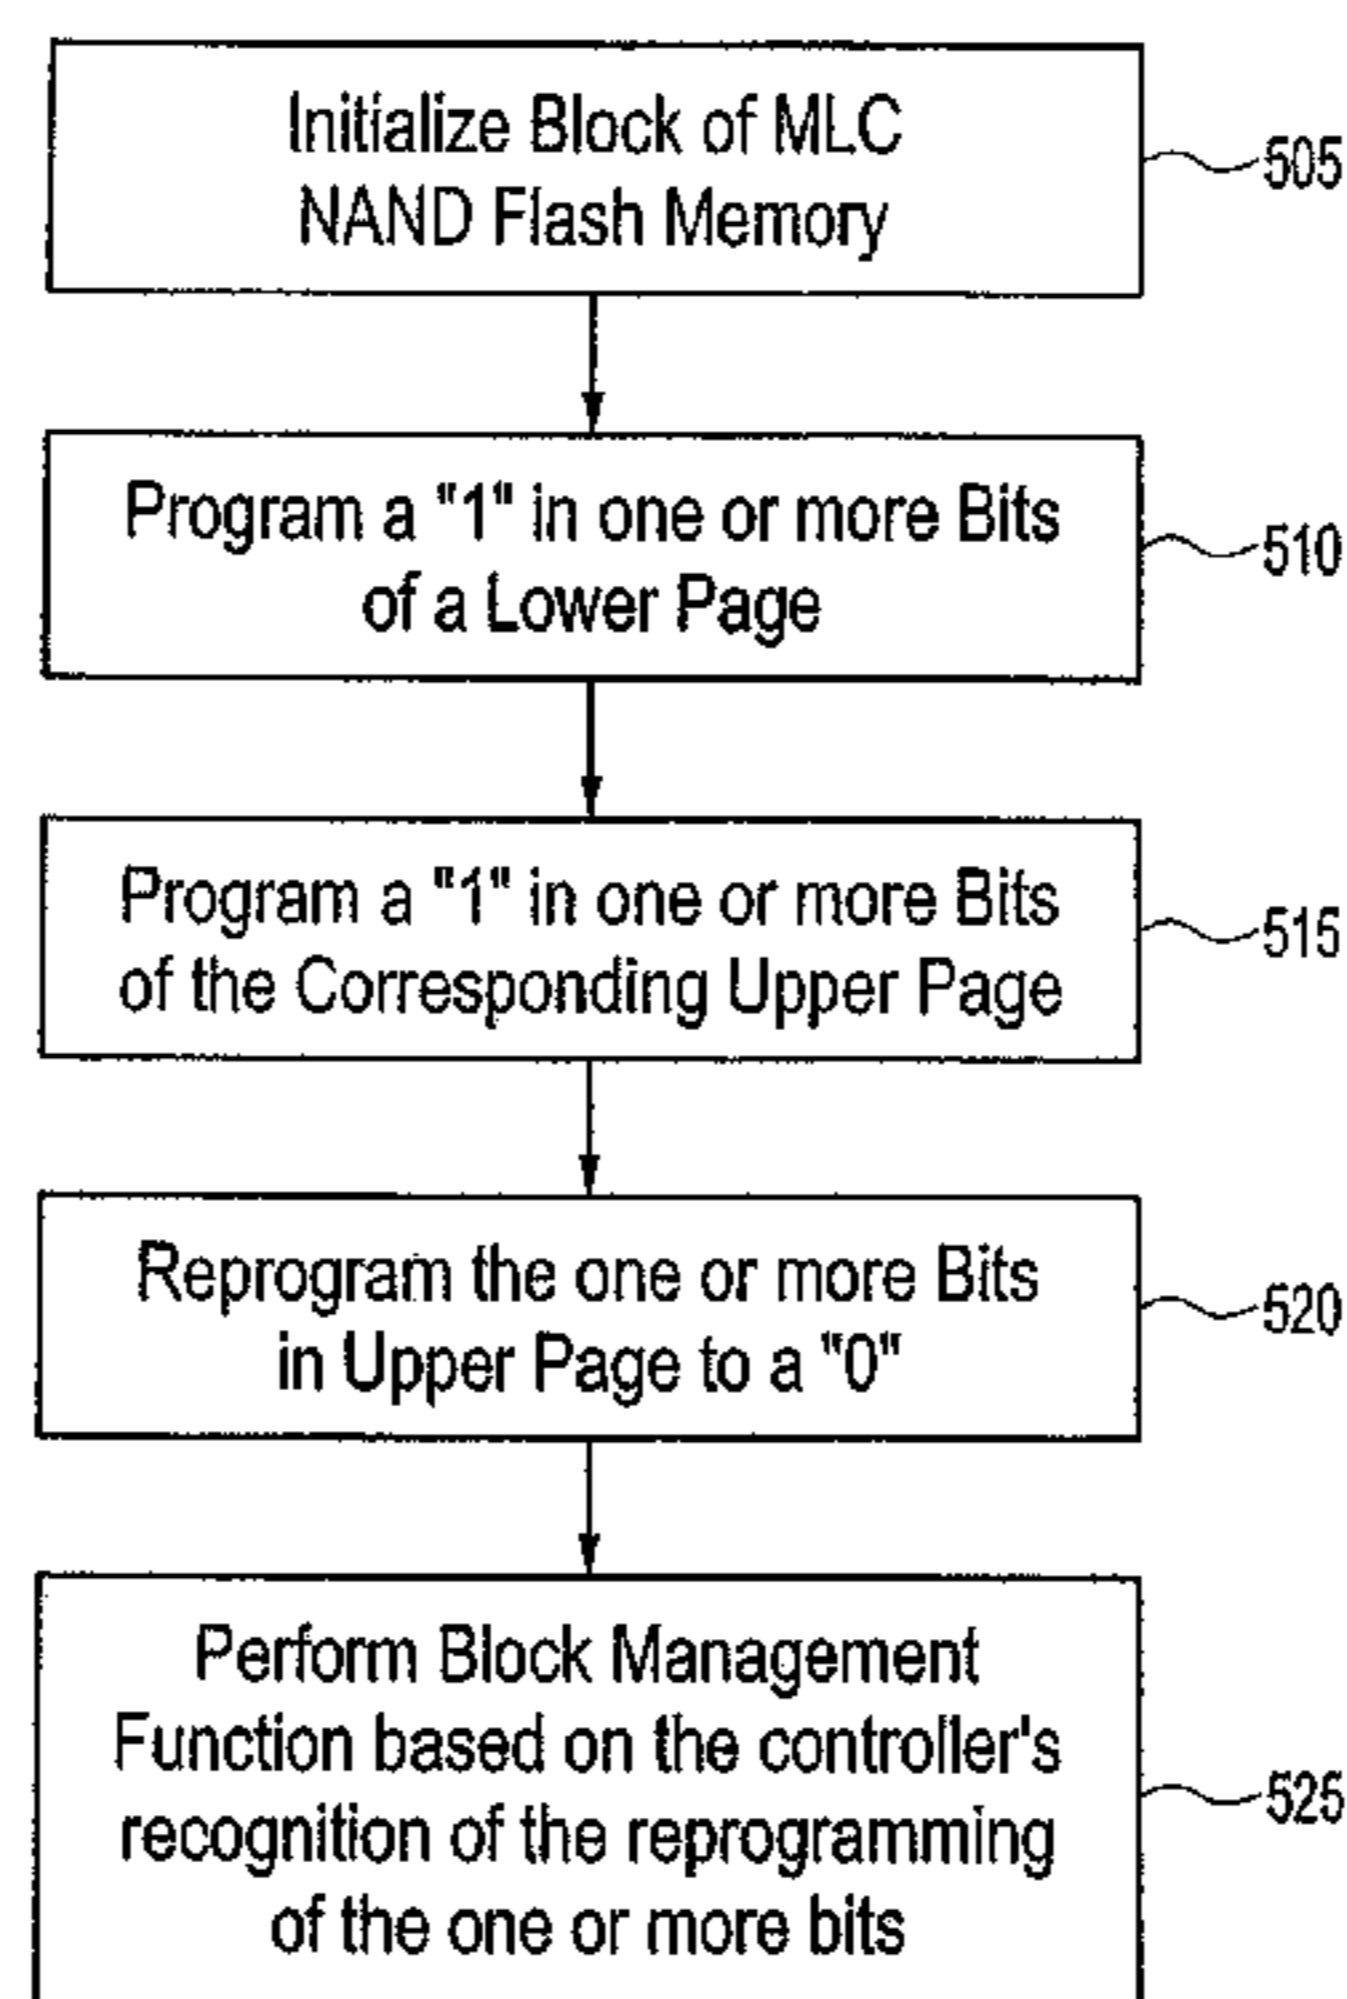 Initialize Block of MLC
NAND Flash Memory
505
Program a "1" in one or more Bits
of a Lower Page
510
Program a "1" in one or more Bits
of the Corresponding Upper Page
515
Reprogram the one or more Bits
in Upper Page to a "0"
520
Perform Block Management
Function based on the controller's
recognition of the reprogramming
of the one or more bits
525